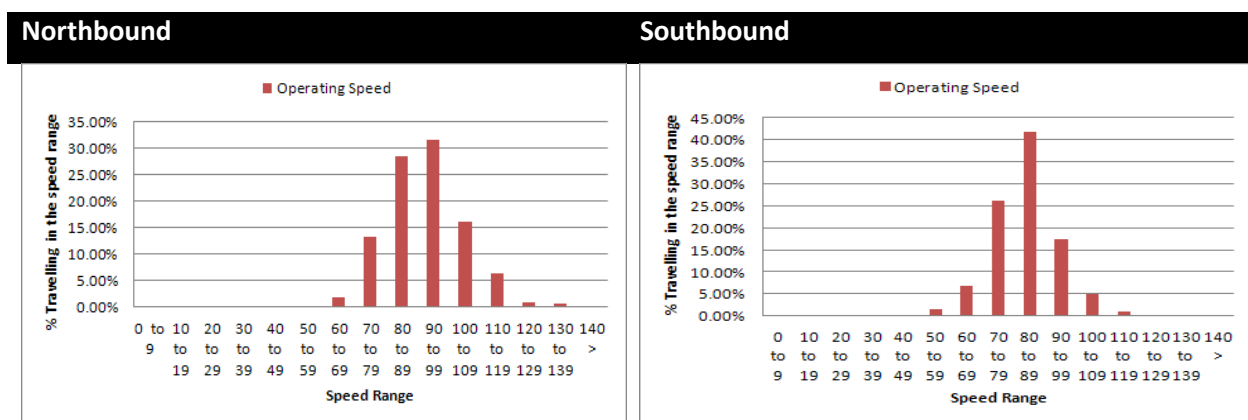 Northbound
Southbound
Operating Speed
% Travelling in the speed range
35.00%
30.00%
25.00%
20.00%
15.00%
10.00%
5.00%
0.00%
0 to 10 20 30 40 50 60 70 80 90 100 110 120 130 140
9 to to to to to to to to to to to to to >
19 29 39 49 59 69 79 89 99 109 119 129 139
Speed Range
Operating Speed
% Travelling in the speed range
45.00%
40.00%
35.00%
30.00%
25.00%
20.00%
15.00%
10.00%
5.00%
0.00%
0 10 20 30 40 50 60 70 80 90 100 110 120 130 140
to to to to to to to to to to to to to to >
9 19 29 39 49 59 69 79 89 99 109 119 129 139
Speed Range